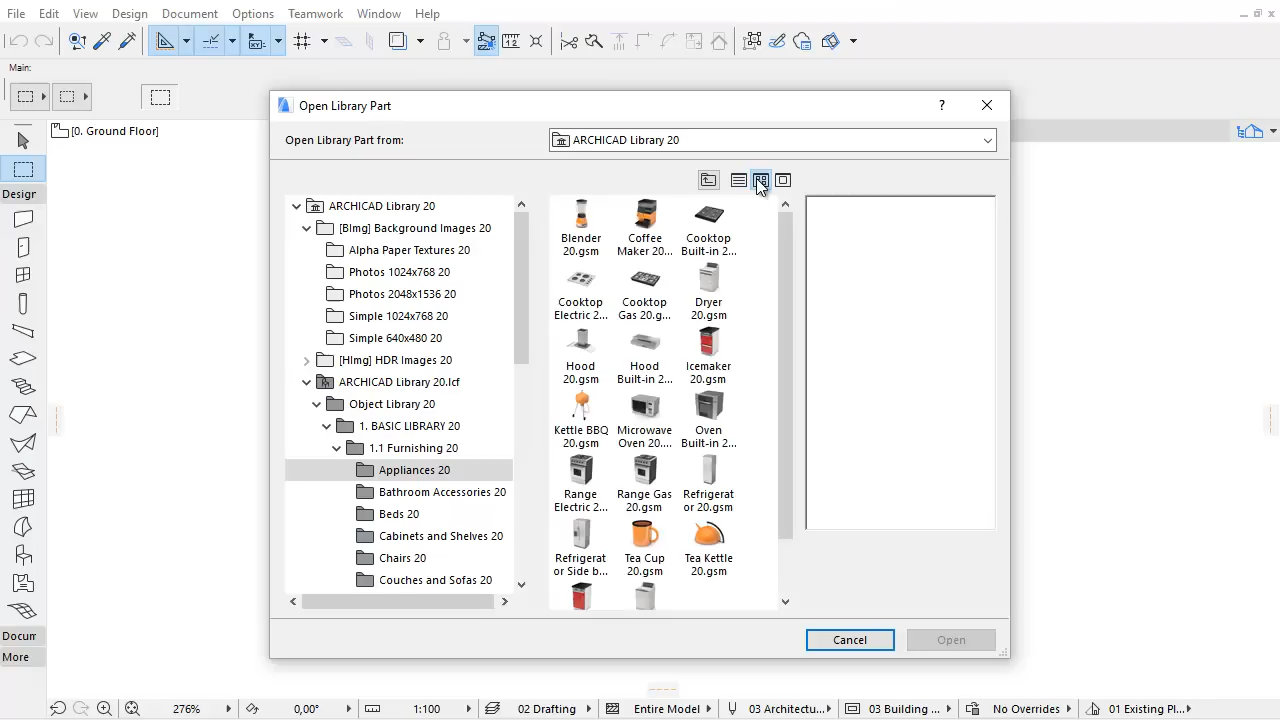 File Edit View Design Document Options Teamwork Window Help
Main:
[0. Ground Floor]
Design
Docum
More
Open Library Part
?
Open Library Part from:
ARCHICAD Library 20
ARCHICAD Library 20
[BImg] Background Images 20
Alpha Paper Textures 20
Photos 1024x768 20
Photos 2048x1536 20
Simple 1024x768 20
Simple 640x480 20
[HImg] HDR Images 20
ARCHICAD Library 20.lcf
Object Library 20
1. BASIC LIBRARY 20
1.1 Furnishing 20
Appliances 20
Bathroom Accessories 20
Beds 20
Cabinets and Shelves 20
Chairs 20
Couches and Sofas 20
Blender
20.gsm
Coffee
Maker 20...
Cooktop
Built-in 2...
Cooktop
Electric 2...
Cooktop
Gas 20.g...
Dryer
20.gsm
Hood
20.gsm
Hood
Built-in 2...
Icemaker
20.gsm
Kettle BBQ
20.gsm
Microwave
Oven 20....
Oven
Built-in 2...
Range
Electric 2...
Range Gas
20.gsm
Refrigerat
or 20.gsm
Refrigerat
or Side b...
Tea Cup
20.gsm
Tea Kettle
20.gsm
Cancel
Open
276% 0,00° 1:100 02 Drafting Entire Model 03 Architectu... 03 Building ... No Overrides 01 Existing Pl...